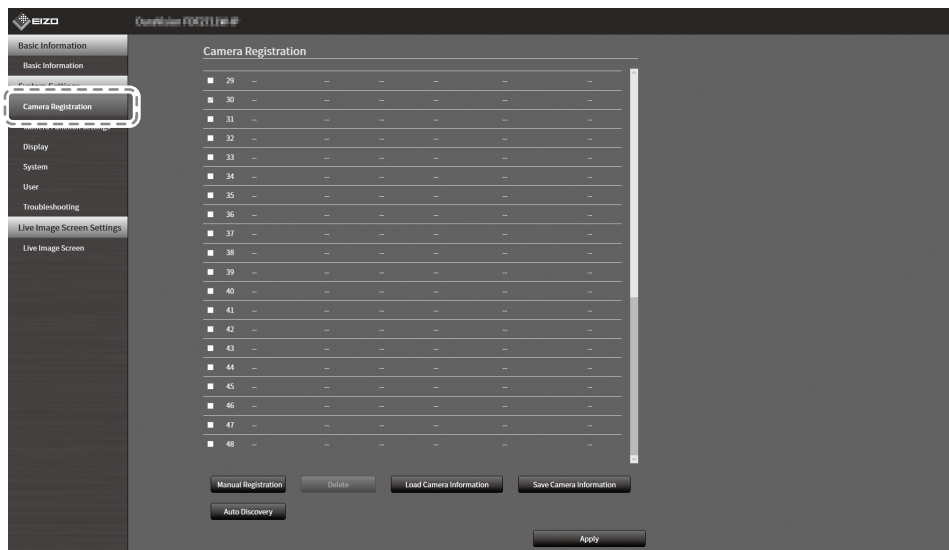 EIZO
Basic Information
Basic Information
Camera Registration
Display
System
User
Troubleshooting
Live Image Screen Settings
Live Image Screen
Camera Registration
29 -- -- -- -- -- --
30 -- -- -- -- -- --
31 -- -- -- -- -- --
32 -- -- -- -- -- --
33 -- -- -- -- -- --
34 -- -- -- -- -- --
35 -- -- -- -- -- --
36 -- -- -- -- -- --
37 -- -- -- -- -- --
38 -- -- -- -- -- --
39 -- -- -- -- -- --
40 -- -- -- -- -- --
41 -- -- -- -- -- --
42 -- -- -- -- -- --
43 -- -- -- -- -- --
44 -- -- -- -- -- --
45 -- -- -- -- -- --
46 -- -- -- -- -- --
47 -- -- -- -- -- --
48 -- -- -- -- -- --
Manual Registration Delete Load Camera Information Save Camera Information
Auto Discovery
Apply